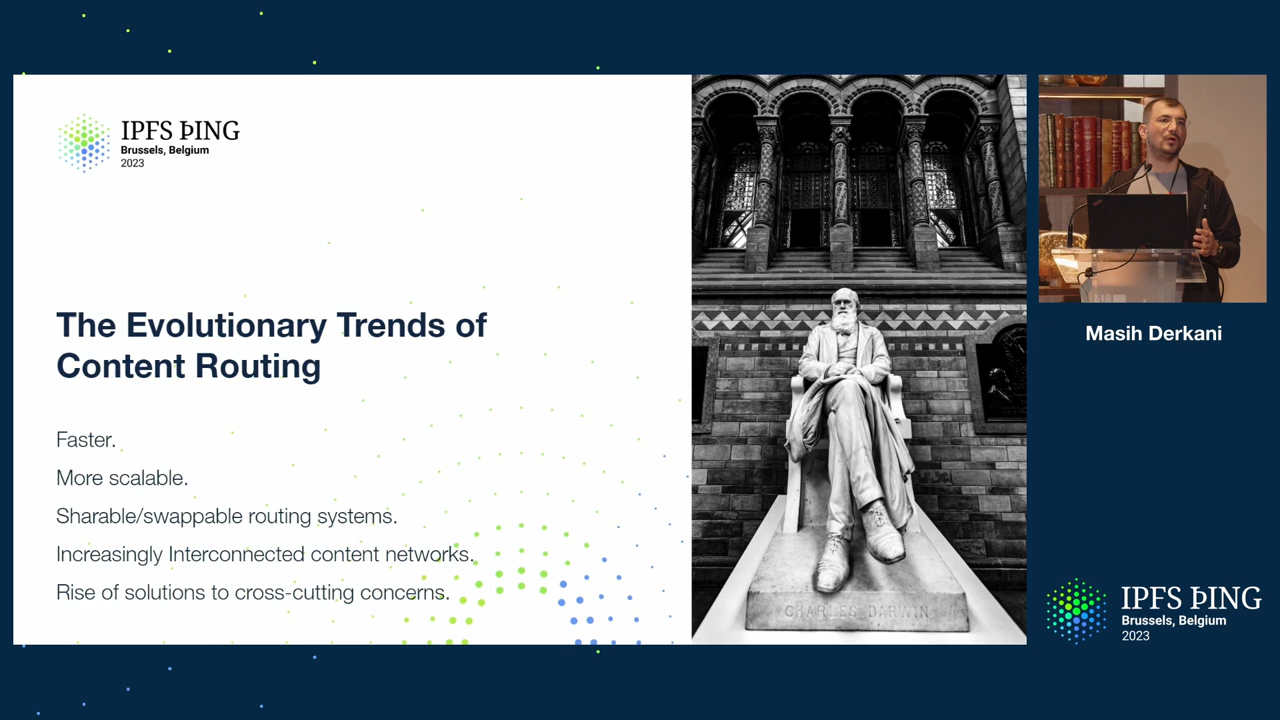 IPFS ÞING
Brussels, Belgium
2023
The Evolutionary Trends of
Content Routing
Faster.
More scalable.
Sharable/swappable routing systems.
Increasingly Interconnected content networks.
Rise of solutions to cross-cutting concerns.
CHARLES DARWIN
Masih Derkani
IPFS ÞING
Brussels, Belgium
2023